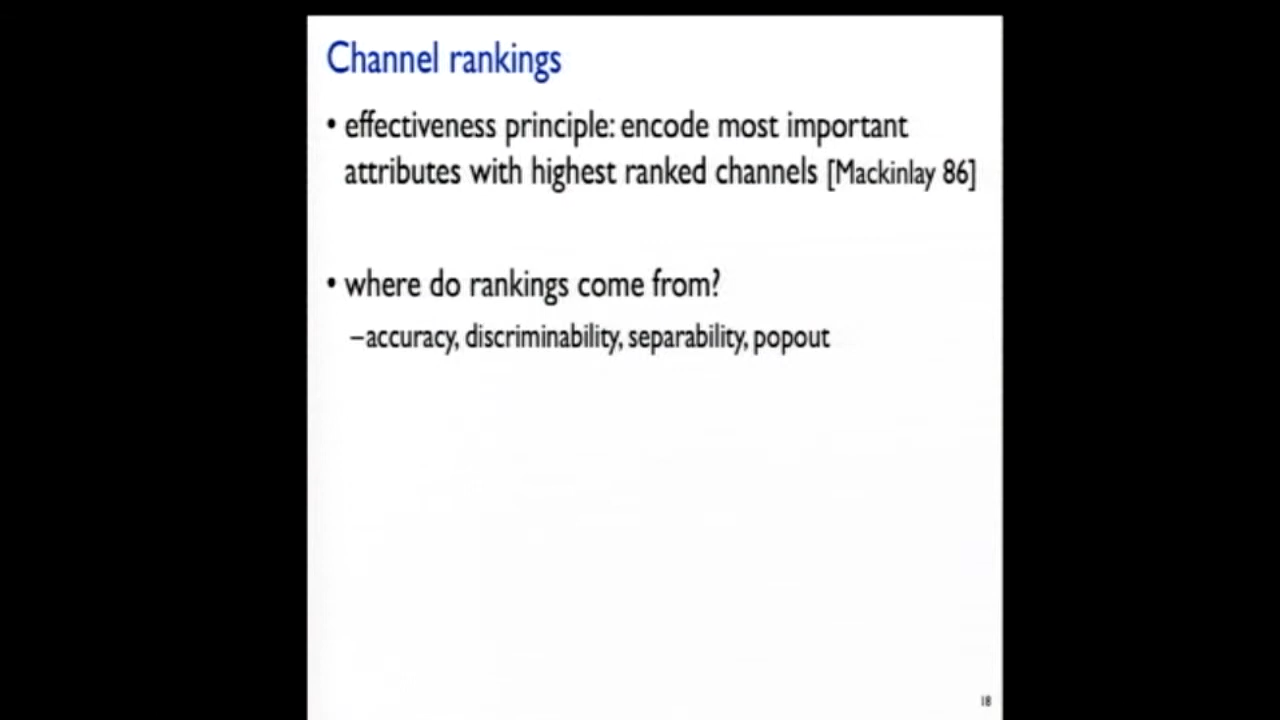 Channel rankings
• effectiveness principle: encode most important
attributes with highest ranked channels [Mackinlay 86]
• where do rankings come from?
–accuracy, discriminability, separability, popout
18